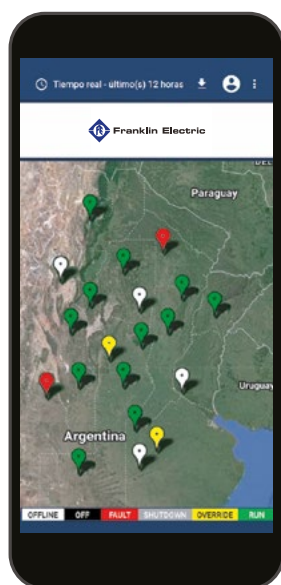 Tiempo real - último(s) 12 horas
Franklin Electric
Paraguay
Uruguay
Argentina
OFFLINE OFF FAULT SHUTDOWN OVERRIDE RUN